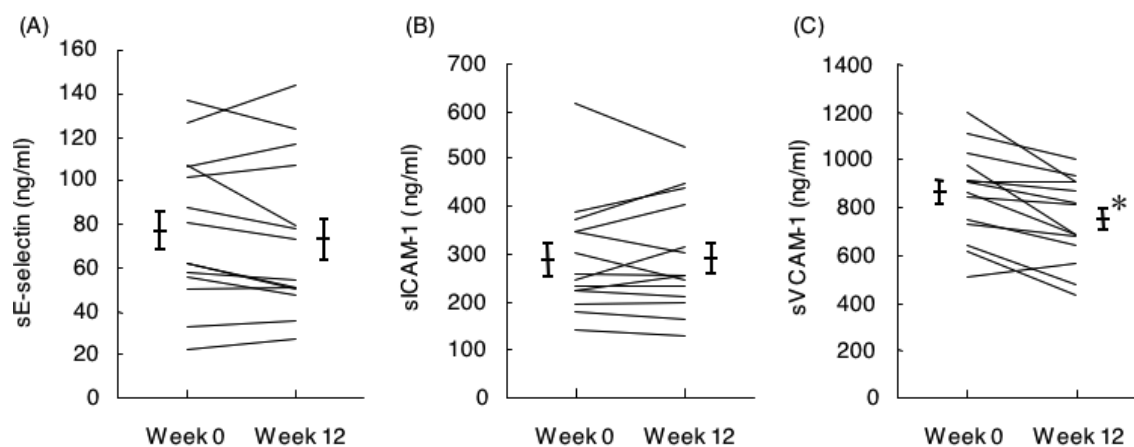 (A)
160
140
120
100
80
60
40
20
0
sE-selectin (ng/ml)
Week 0 Week 12
(B)
700
600
500
400
300
200
100
0
sICAM-1 (ng/ml)
Week 0 Week 12
(C)
1400
1200
1000
800
600
400
200
0
sVCAM-1 (ng/ml)
*
Week 0 Week 12